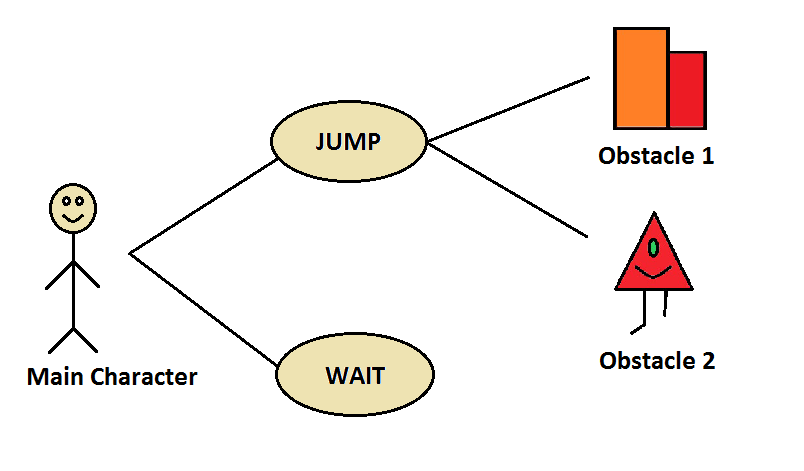 JUMP
Obstacle 1
Main Character
WAIT
Obstacle 2